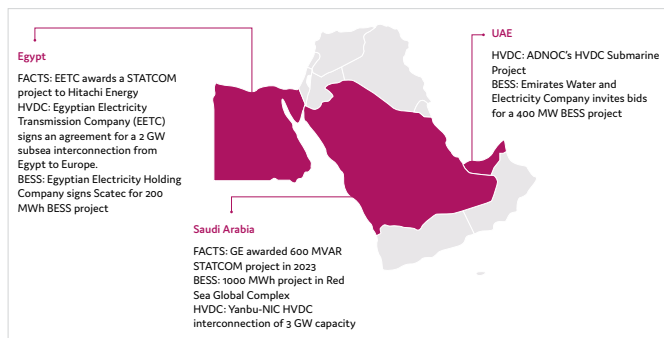 Egypt
FACTS: EETC awards a STATCOM
project to Hitachi Energy
HVDC: Egyptian Electricity
Transmission Company (EETC)
signs an agreement for a 2 GW
subsea interconnection from
Egypt to Europe.
BESS: Egyptian Electricity Holding
Company signs Scatec for 200
MWh BESS project
UAE
HVDC: ADNOC's HVDC Submarine
Project
BESS: Emirates Water and
Electricity Company invites bids
for a 400 MW BESS project
Saudi Arabia
FACTS: GE awarded 600 MVAR
STATCOM project in 2023
BESS: 1000 MWh project in Red
Sea Global Complex
HVDC: Yanbu-NIC HVDC
interconnection of 3 GW capacity